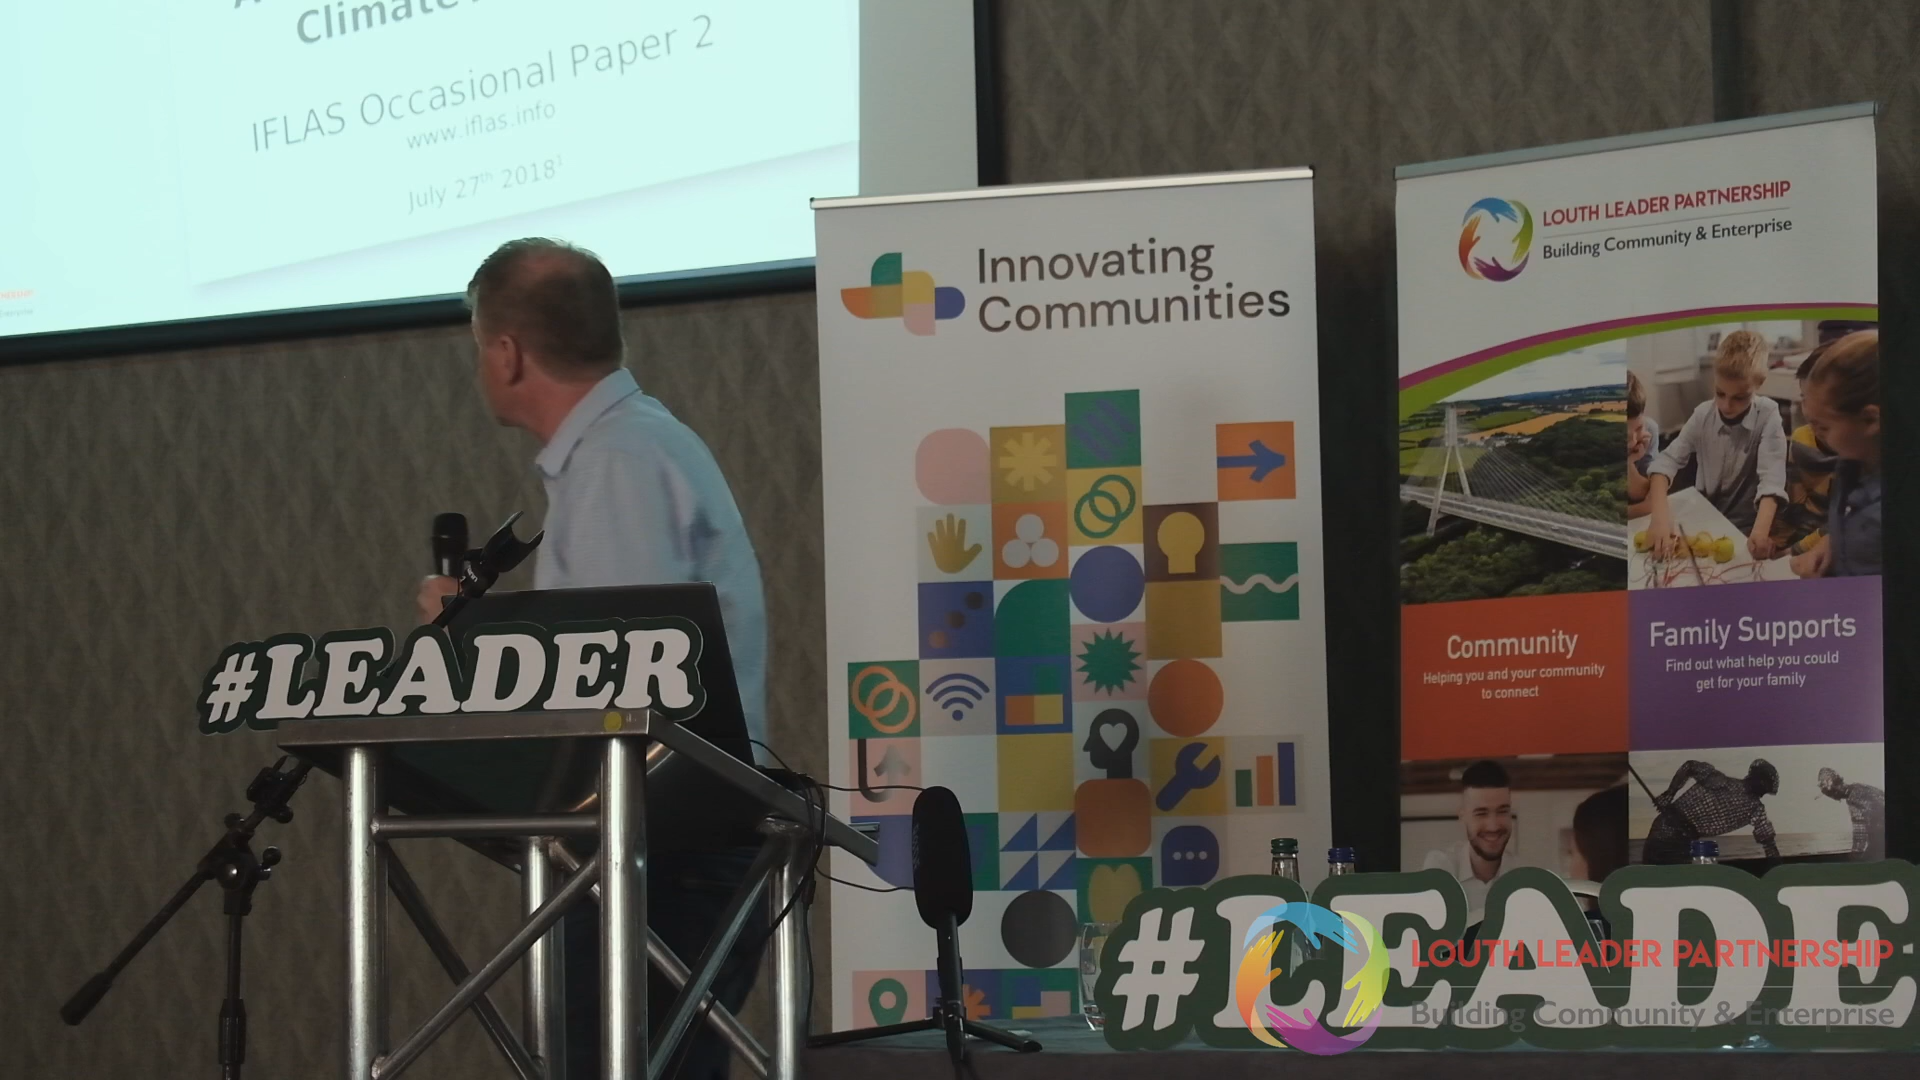 Climate
IFLAS Occasional Paper 2
www.iflas.info
July 27th 2018¹
Innovating
Communities
LOUTH LEADER PARTNERSHIP
Building Community & Enterprise
Community
Helping you and your community
to connect
Family Supports
Find out what help you could
get for your family
#LEADER
#LEADE
LOUTH LEADER PARTNERSHIP
Building Community & Enterprise